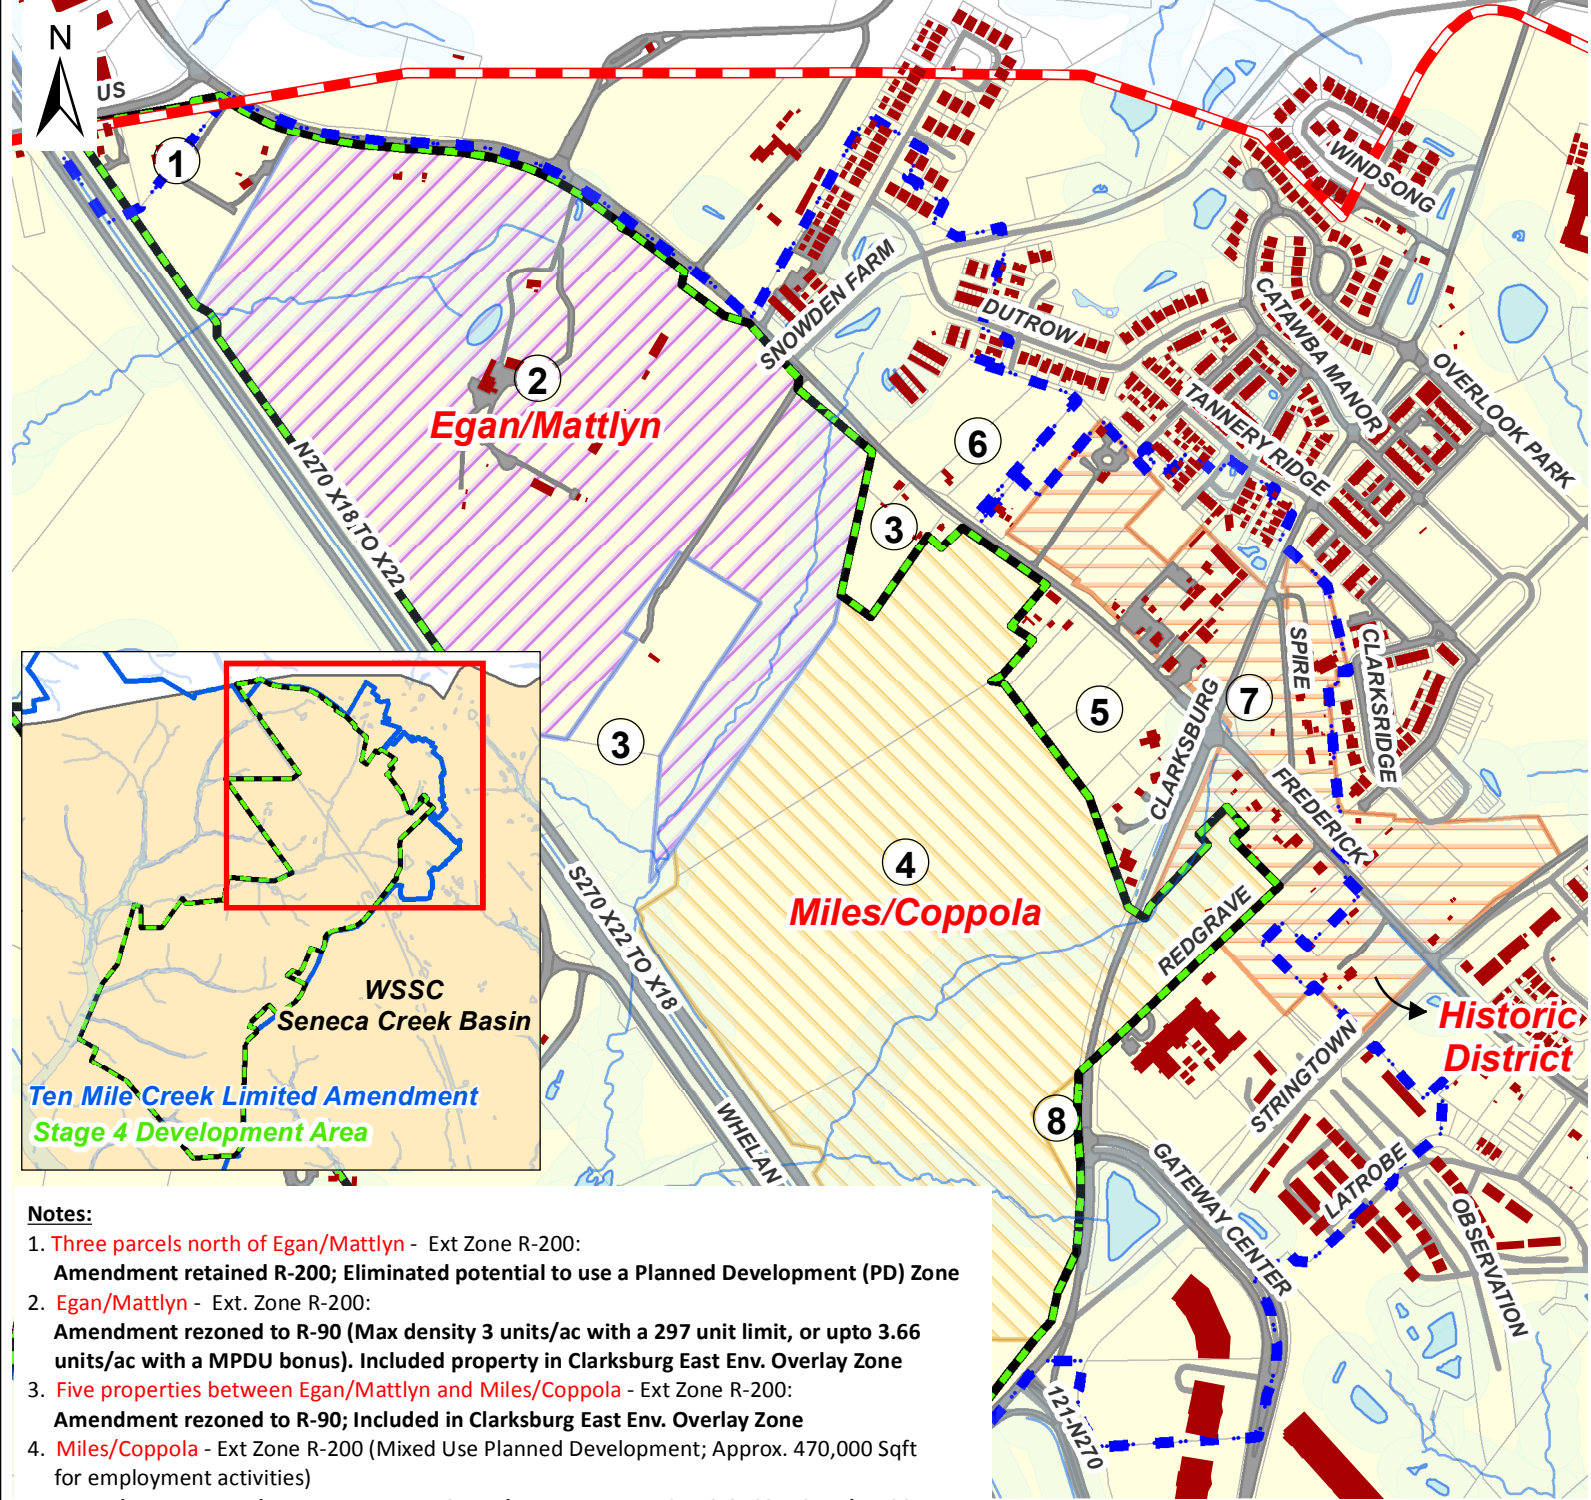 N
US
1
WINDSONG
SNOWDEN FARM
CATAWBA MANOR
DUTROW
2
Egan/Mattlyn
OVERLOOK PARK
TANNERY RIDGE
6
N270 X18 TO X22
3
SPIRE
CLARKSRIDGE
7
5
CLARKSBURG
3
FREDERICK
4
Miles/Coppola
S270 X22 TO X18
REDGRAVE
WSSC
Seneca Creek Basin
Historic
District
STRINGTOWN
Ten Mile Creek Limited Amendment
Stage 4 Development Area
8
WHELAN
GATEWAY CENTER
LATROBE
OBSERVATION
121-N270
Notes:
1. Three parcels north of Egan/Mattlyn - Ext Zone R-200:
Amendment retained R-200; Eliminated potential to use a Planned Development (PD) Zone
2. Egan/Mattlyn - Ext. Zone R-200:
Amendment rezoned to R-90 (Max density 3 units/ac with a 297 unit limit, or upto 3.66
units/ac with a MPDU bonus). Included property in Clarksburg East Env. Overlay Zone
3. Five properties between Egan/Mattlyn and Miles/Coppola - Ext Zone R-200:
Amendment rezoned to R-90; Included in Clarksburg East Env. Overlay Zone
4. Miles/Coppola - Ext Zone R-200 (Mixed Use Planned Development; Approx. 470,000 Sqft
for employment activities)